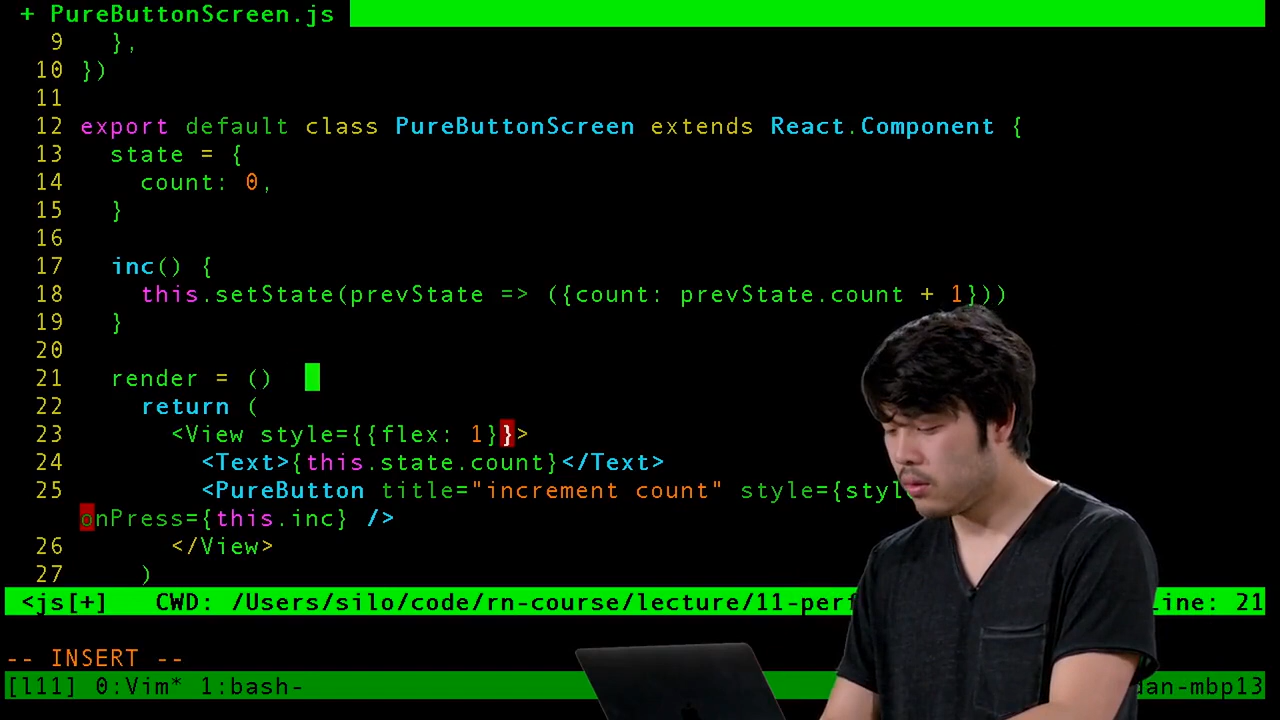 + PureButtonScreen.js
9 },
10 })
11
12 export default class PureButtonScreen extends React.Component {
13 state = {
14 count: 0,
15 }
16
17 inc() {
18 this.setState(prevState => ({count: prevState.count + 1}))
19 }
20
21 render = ()
22 return (
23 <View style={{flex: 1}}>
24 <Text>{this.state.count}</Text>
25 <PureButton title="increment count" style={
onPress={this.inc} />
26 </View>
27 )
<js[+] CWD: /Users/silo/code/rn-course/lecture/ Line: 21
-- INSERT --
[l11] 0:Vim* 1:bash- dan-mbp13